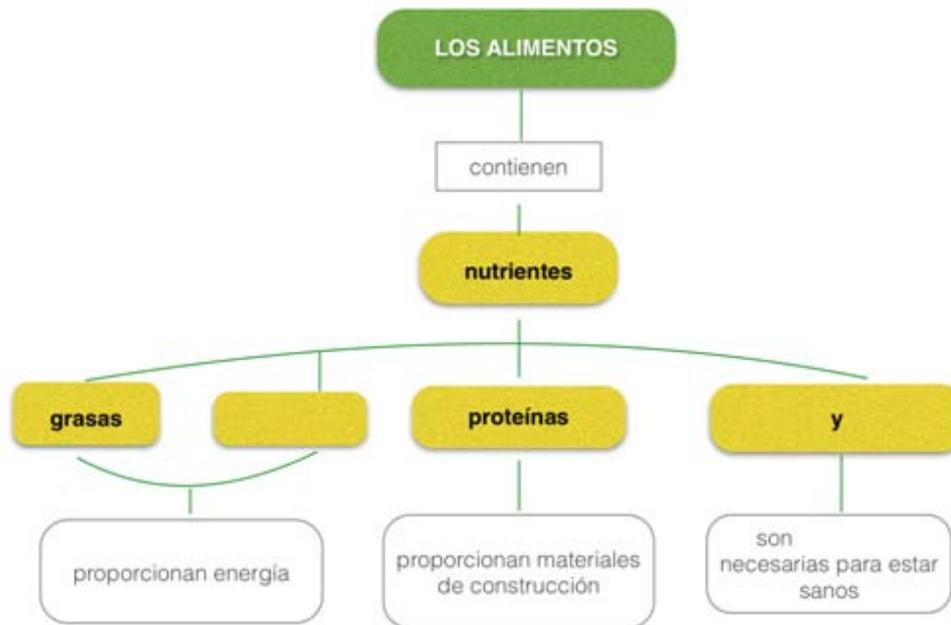 LOS ALIMENTOS
contienen
nutrientes
grasas
proteínas
y
proporcionan energía
proporcionan materiales
de construcción
son
necesarias para estar
sanos